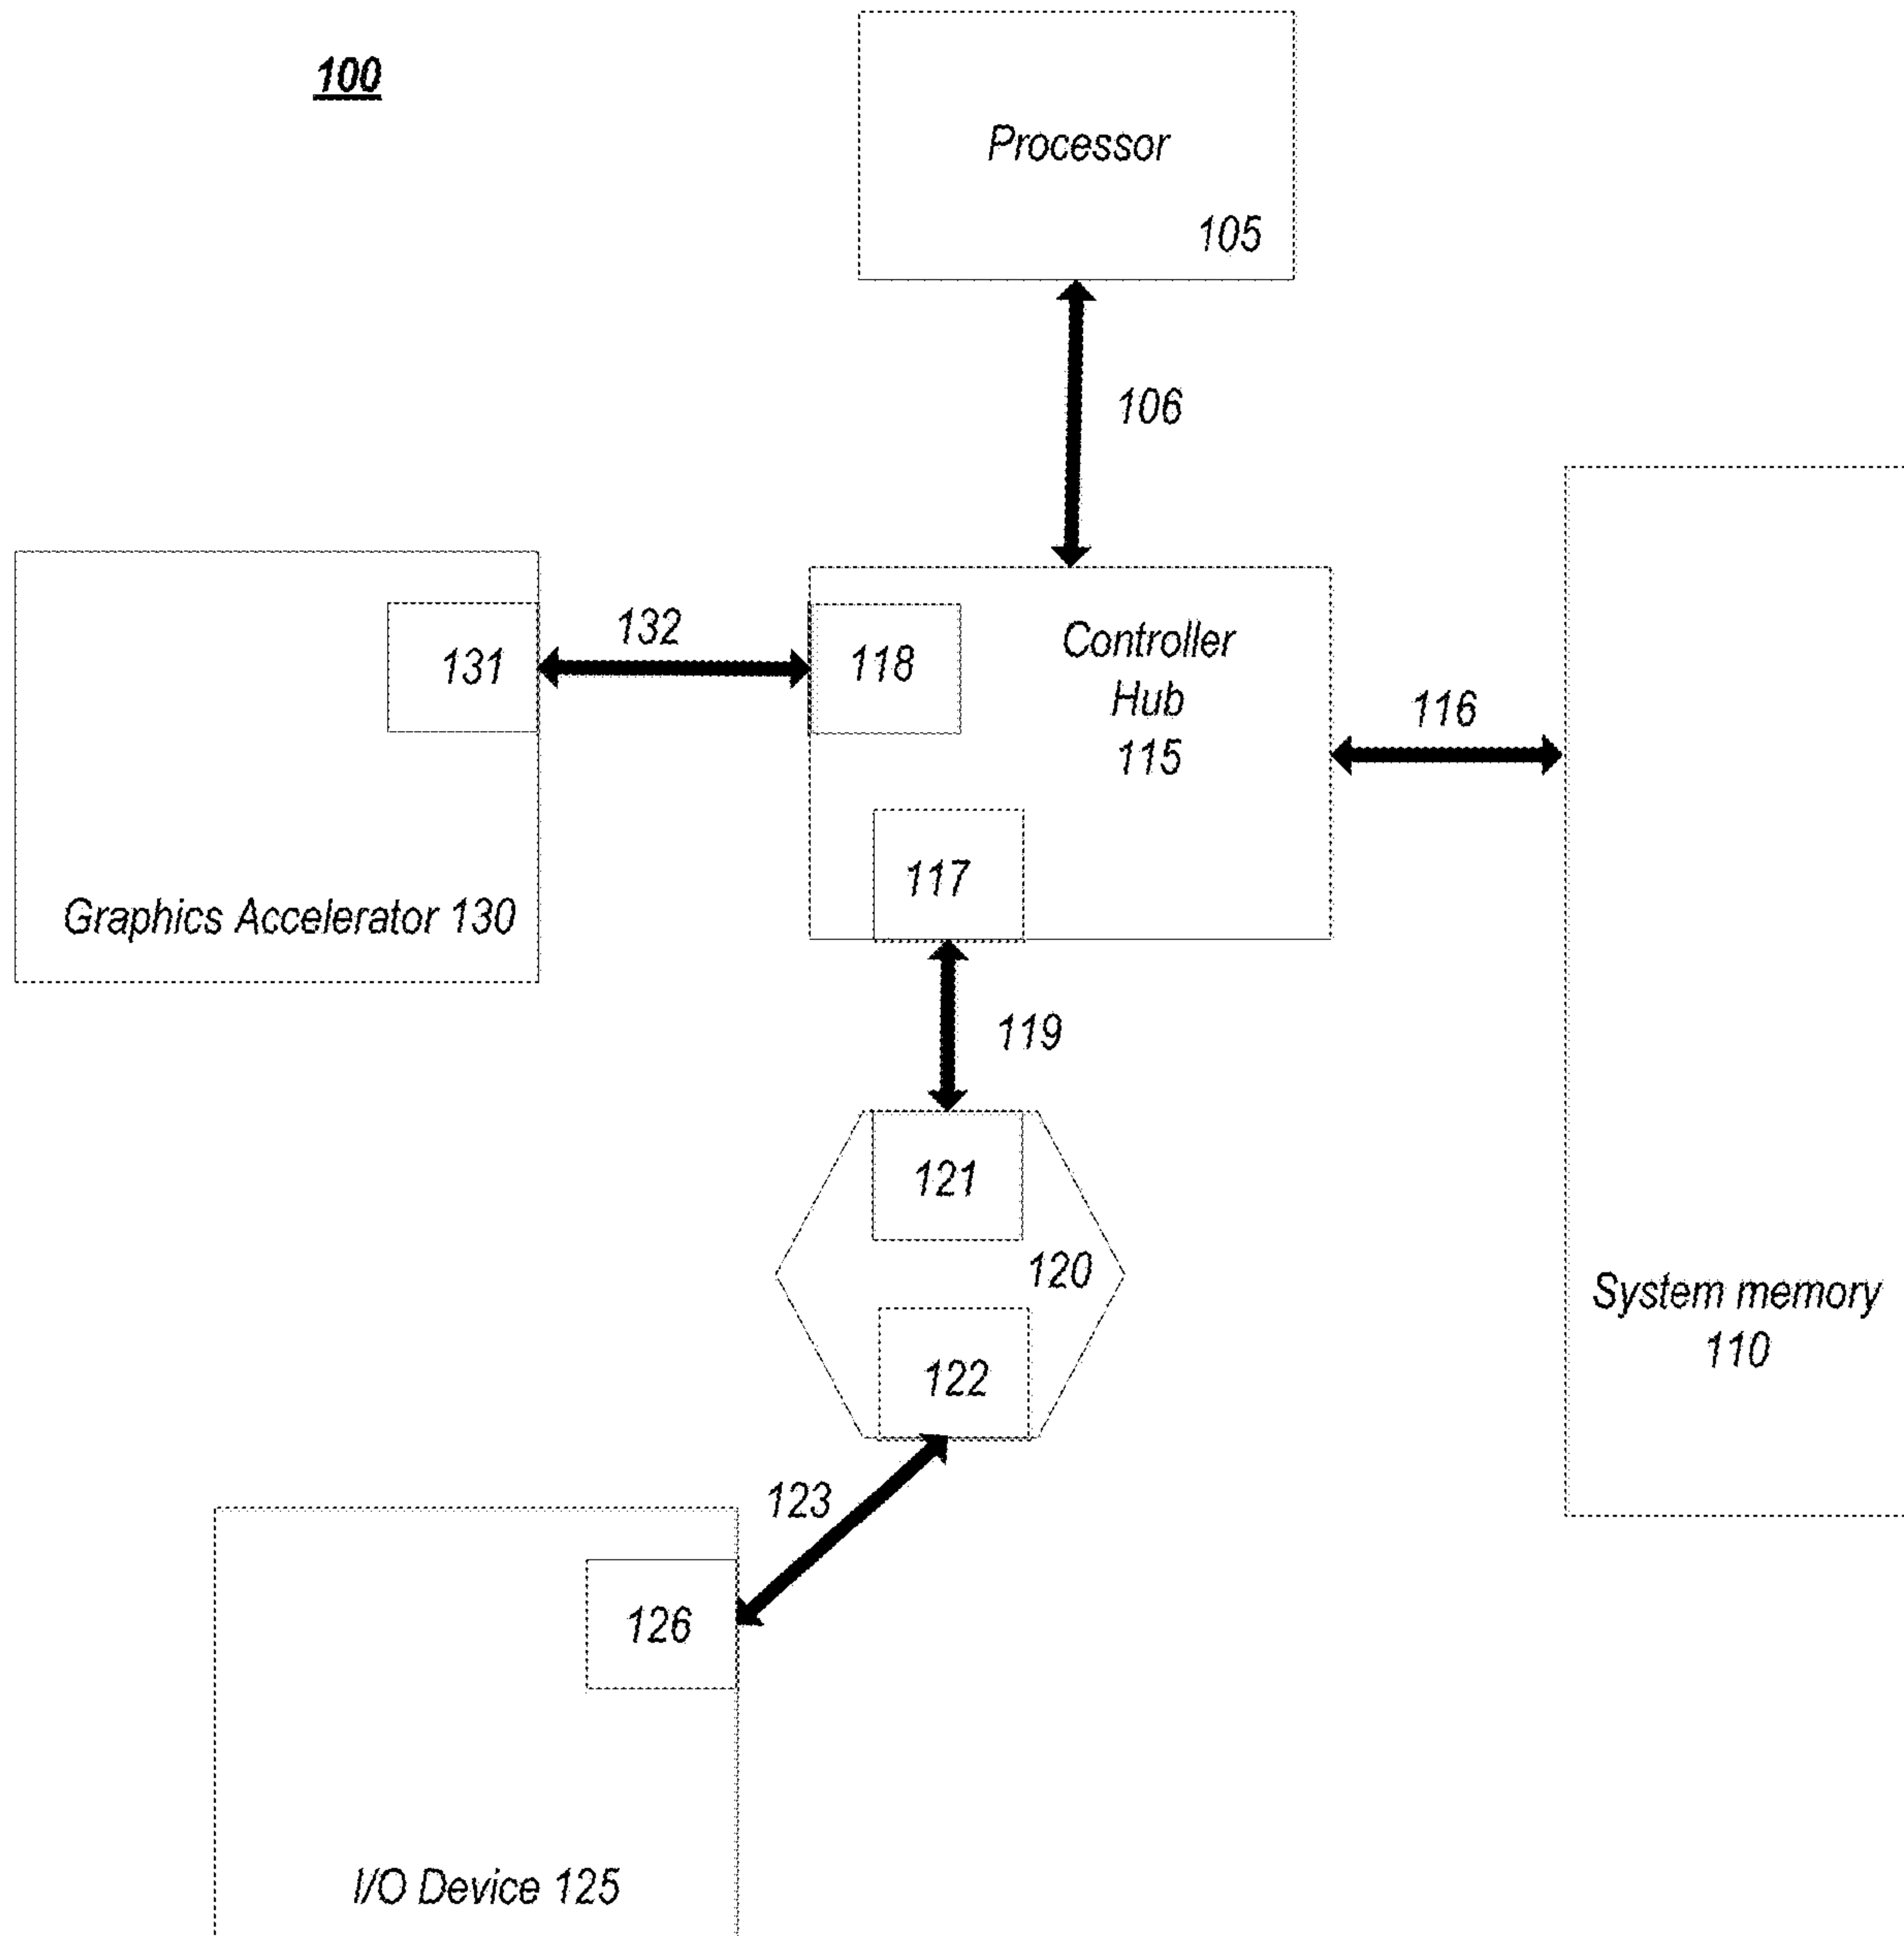 100
Processor
105
106
132
131
118
Controller
Hub
115
116
117
Graphics Accelerator 130
119
121
120
System memory
110
122
123
126
I/O Device 125